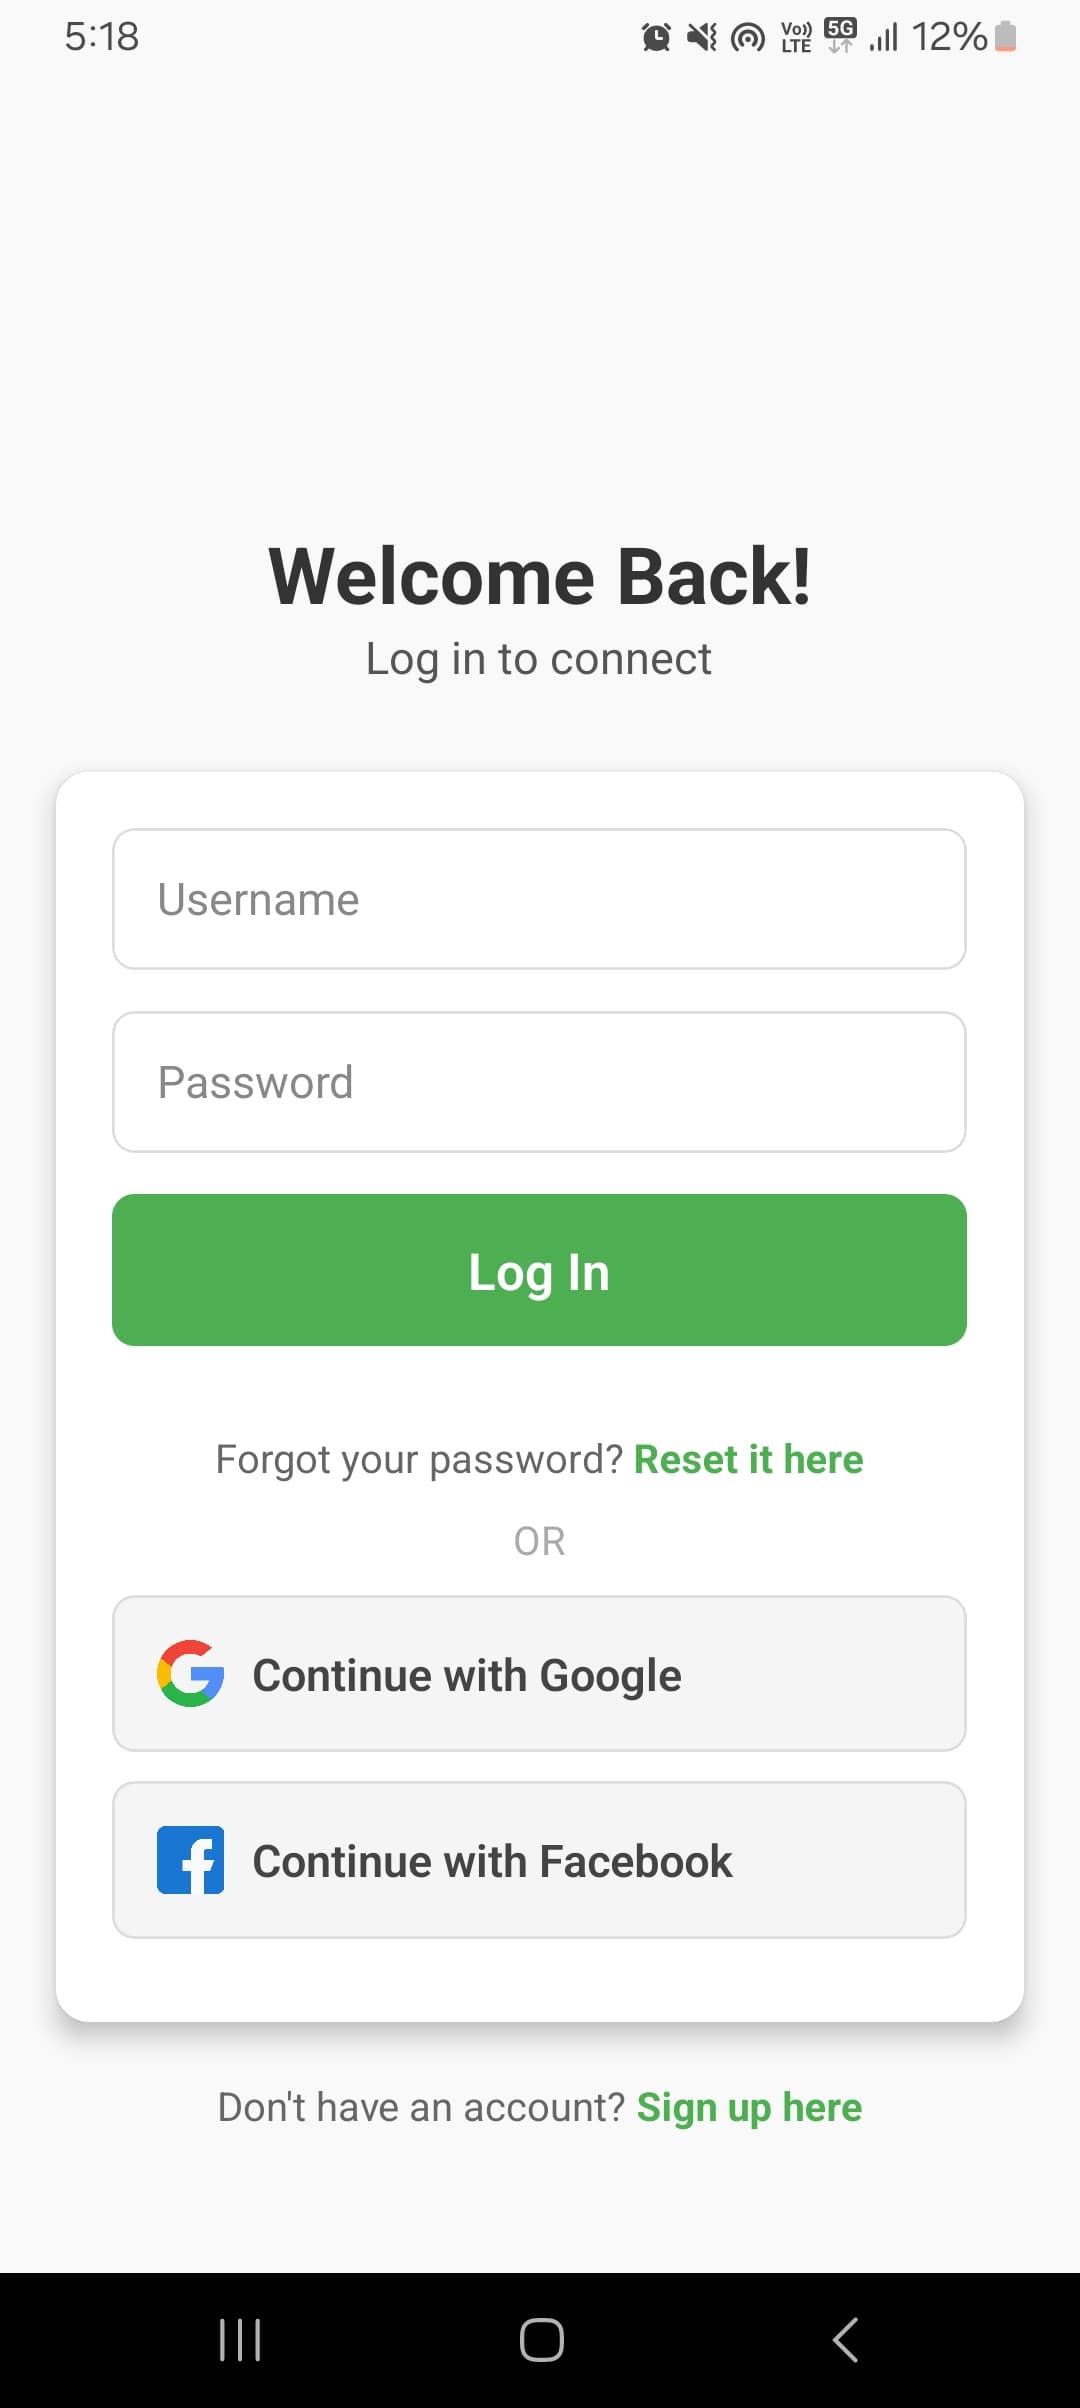 5:18
Vo)) LTE 5G 12%
Welcome Back!
Log in to connect
Username
Password
Log In
Forgot your password? Reset it here
OR
Continue with Google
Continue with Facebook
Don't have an account? Sign up here